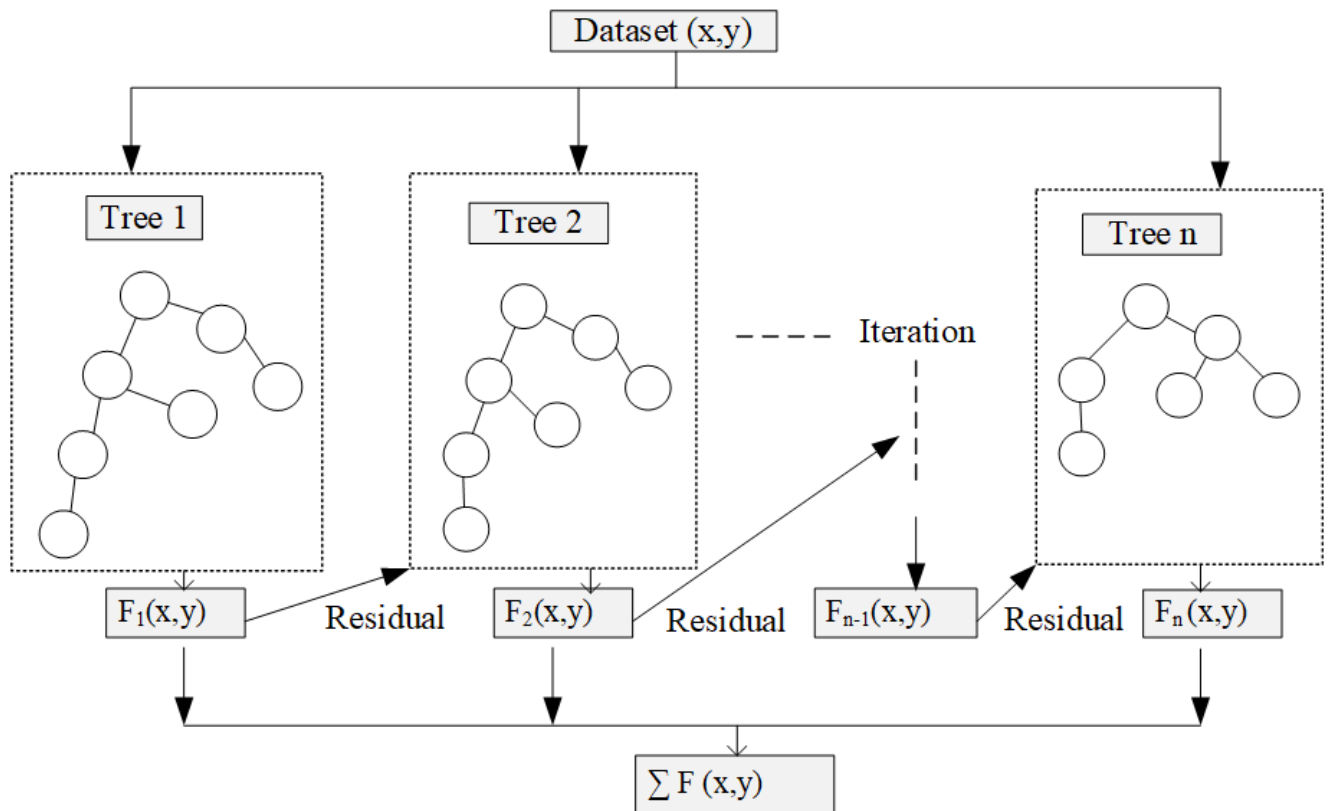 Dataset (x,y)
Tree 1
Tree 2
Tree n
Iteration
F₁(x,y)
Residual
F₂(x,y)
Residual
Fₙ₋₁(x,y)
Residual
Fₙ(x,y)
∑ F (x,y)